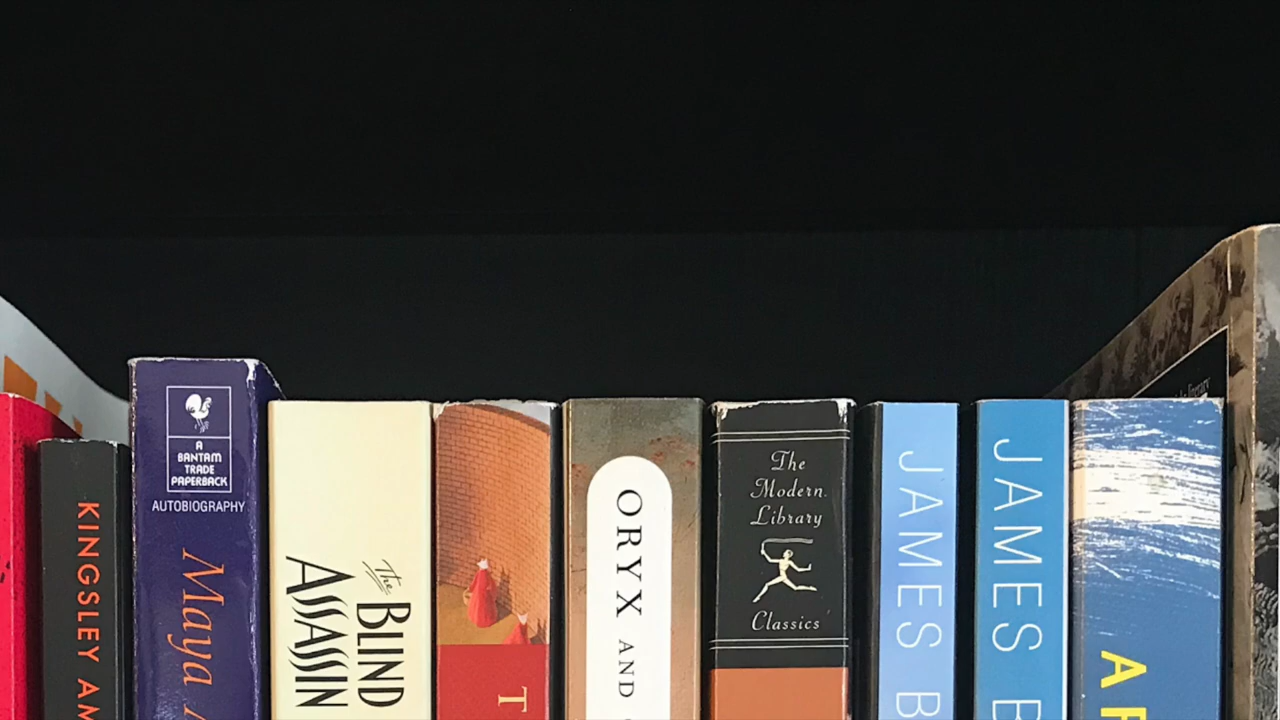 KINGSLEY AM
A
BANTAM
TRADE
PAPERBACK
AUTOBIOGRAPHY
Maya
The
BLIND
ASSASSIN
T
ORYX AND
The
Modern
Library
Classics
JAMES B
JAMES B
A F